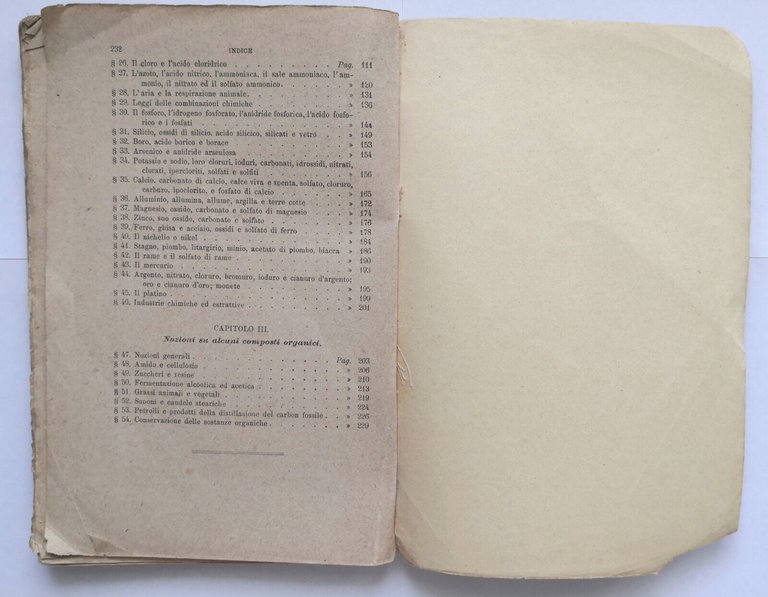 232 INDICE
§ 26. Il cloro e l'acido cloridrico . . . . . . . . . . Pag. 111
§ 27. L'azoto, l'acido nitrico, l'ammoniaca, il sale ammoniaco, l'am-
monio, il nitrato ed il solfato ammonico . . . . . . » 120
§ 28. L'aria e la respirazione animale . . . . . . . . . » 131
§ 29. Leggi delle combinazioni chimiche . . . . . . . . » 136
§ 30. Il fosforo, l'idrogeno fosforato, l'anidride fosforica, l'acido fosfo-
rico e i fosfati . . . . . . . . . . . . . » 144
§ 31. Silicio, ossidi di silicio, acido silicico, silicati e vetro . . . » 149
§ 32. Boro, acido borico e borace . . . . . . . . . . » 153
§ 33. Arsenico e anidride arseniosa . . . . . . . . . » 154
§ 34. Potassio e sodio, loro cloruri, ioduri, carbonati, idrossidi, nitrati,
clorati, ipercloriti, solfati e solfiti . . . . . . . » 156
§ 35. Calcio, carbonato di calcio, calce viva e spenta, solfato, cloruro,
carburo, ipoclorito, e fosfato di calcio . . . . . . . » 165
§ 36. Alluminio, allumina, allume, argilla e terre cotte . . . . » 172
§ 37. Magnesio, ossido, carbonato e solfato di magnesio . . . . » 174
§ 38. Zinco, suo ossido, carbonato e solfato . . . . . . . » 176
§ 39. Ferro, ghisa e acciaio, ossidi e solfato di ferro . . . . . » 178
§ 40. Il nichelio e nikel . . . . . . . . . . . . » 184
§ 41. Stagno, piombo, litargirio, minio, acetato di piombo, biacca . » 186
§ 42. Il rame e il solfato di rame . . . . . . . . . . » 190
§ 43. Il mercurio . . . . . . . . . . . . . . » 193
§ 44. Argento, nitrato, cloruro, bromuro, ioduro e cianuro d'argento;
oro e cianuro d'oro; monete . . . . . . . . . » 195
§ 45. Il platino . . . . . . . . . . . . . . » 199
§ 46. Industrie chimiche ed estrattive . . . . . . . . . » 201
CAPITOLO III.
Nozioni su alcuni composti organici.
§ 47. Nozioni generali . . . . . . . . . . . . Pag. 203
§ 48. Amido e cellulosio . . . . . . . . . . . . » 206
§ 49. Zuccheri e resine . . . . . . . . . . . . » 210
§ 50. Fermentazione alcoolica ed acetica . . . . . . . . » 213
§ 51. Grassi animali e vegetali . . . . . . . . . . . » 219
§ 52. Saponi e candele steariche . . . . . . . . . . » 224
§ 53. Petrolii e prodotti della distillazione del carbon fossile . . . » 226
§ 54. Conservazione delle sostanze organiche . . . . . . . » 229